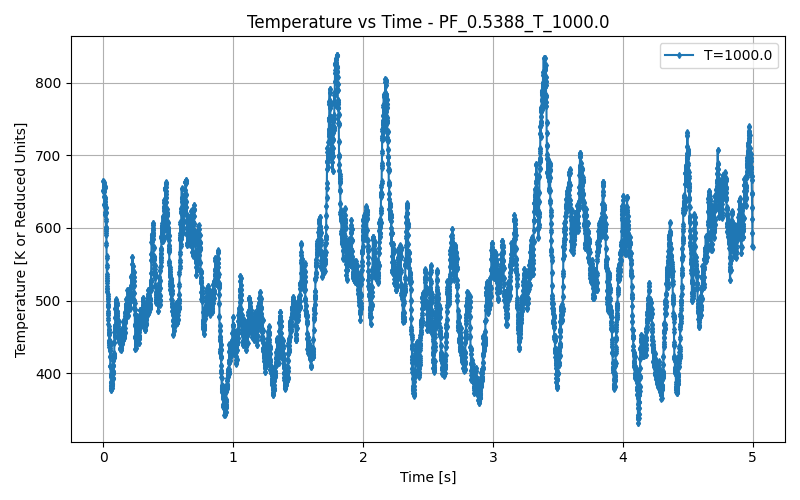 Temperature vs Time - PF_0.5388_T_1000.0
T=1000.0
Temperature [K or Reduced Units]
800
700
600
500
400
0 1 2 3 4 5
Time [s]